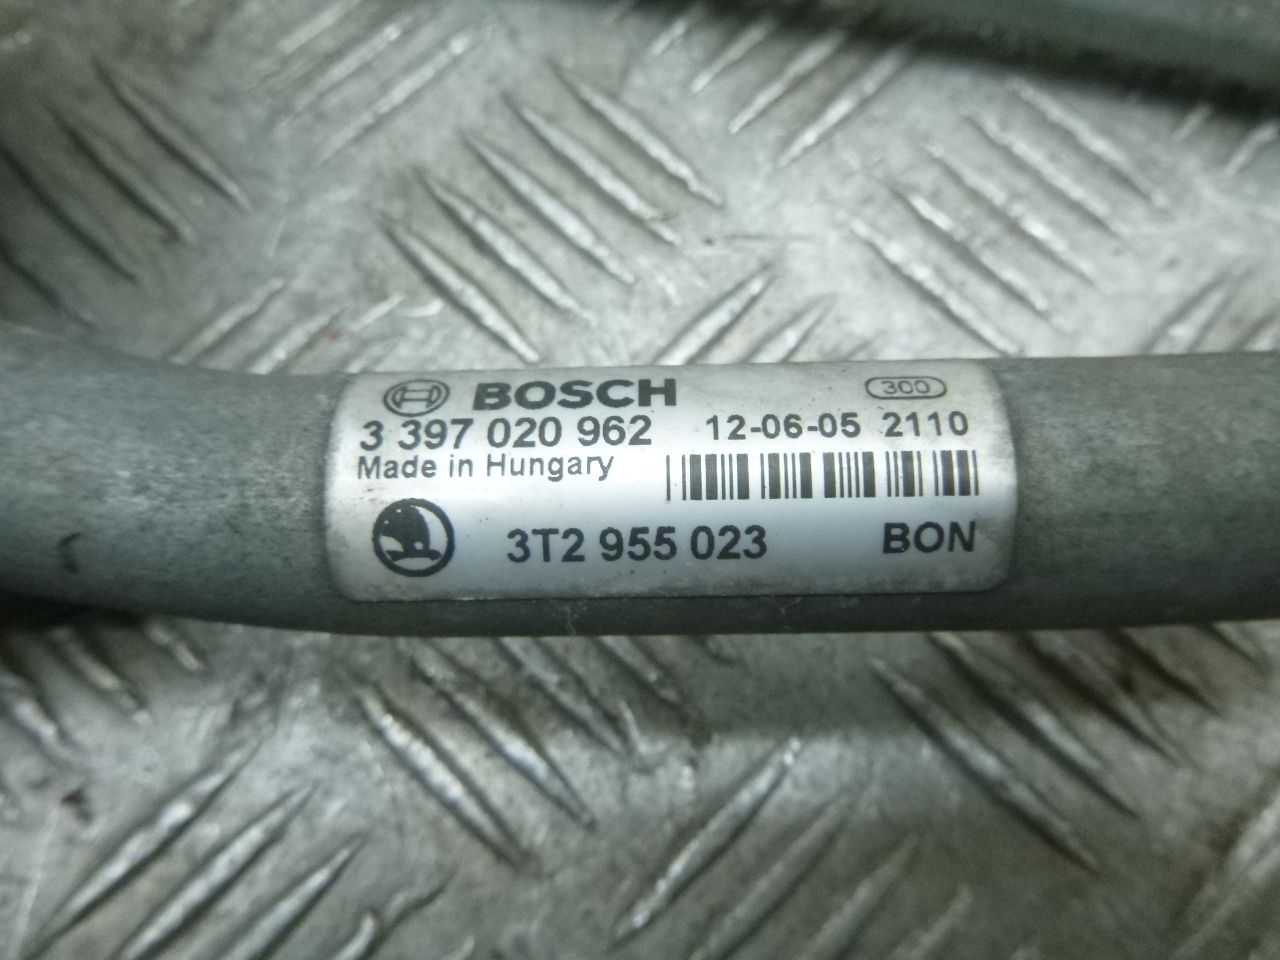 BOSCH 300
3 397 020 962 12-06-05 2110
Made in Hungary
3T2 955 023 BON